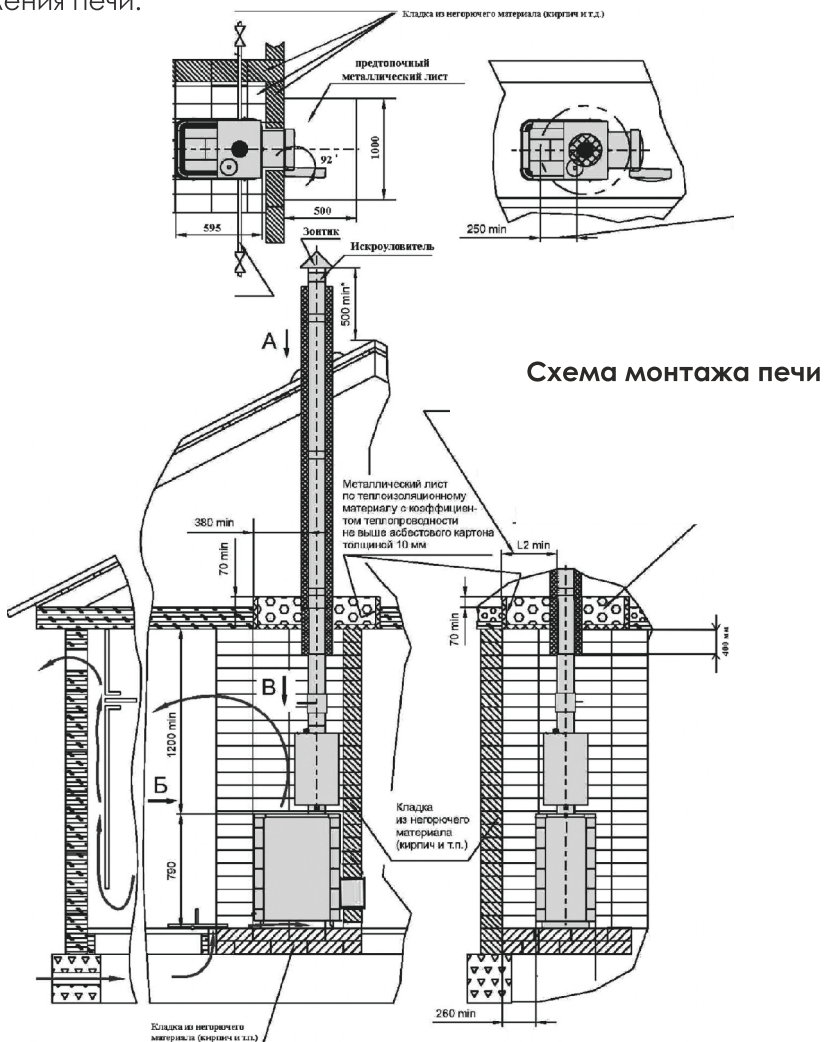 жения печи.
Кладка из негорючего материала (кирпич и т.д.)
предтопочный
металлический лист
1000
92°
500
595
250 min
Зонтик
Искроуловитель
500 min*
А
Схема монтажа печи
Металлический лист
по теплоизоляционному
материалу с коэффициен-
том теплопроводности
не выше асбестового картона
толщиной 10 мм
380 min
L2 min
70 min
70 min
400 мм
В
1200 min
Б
790
Кладка
из негорючего
материала
(кирпич и т.п.)
260 min
Кладка из негорючего
материала (кирпич и т.п.)